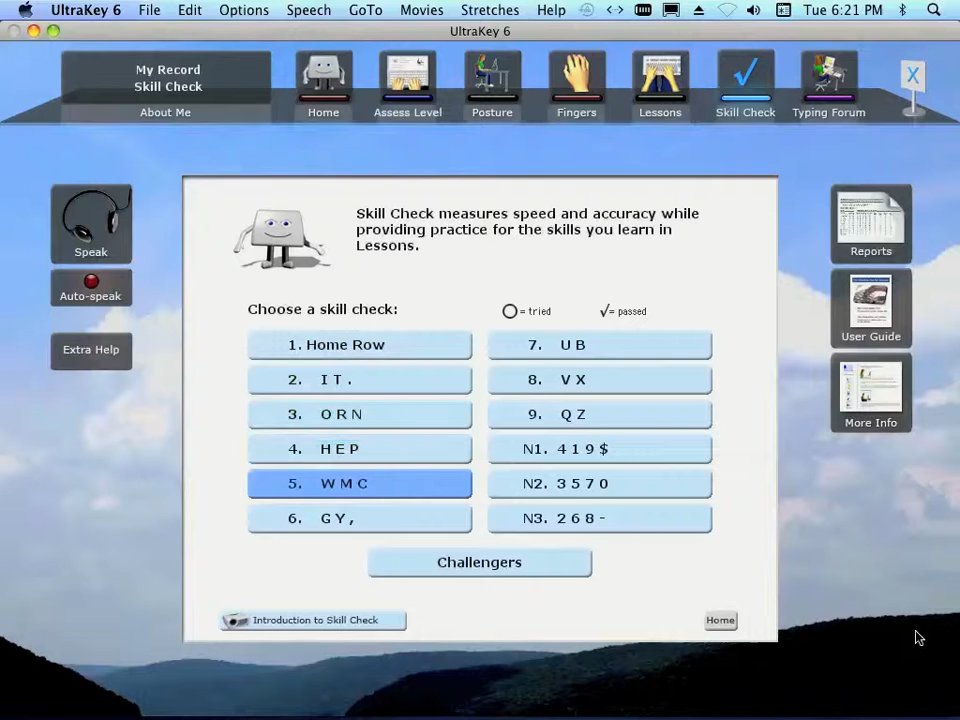 UltraKey 6 File Edit Options Speech GoTo Movies Stretches Help Tue 6:21 PM
UltraKey 6
My Record
Skill Check
About Me
Home
Assess Level
Posture
Fingers
Lessons
Skill Check
Typing Forum
X
Speak
Auto-speak
Extra Help
Skill Check measures speed and accuracy while
providing practice for the skills you learn in
Lessons.
Choose a skill check:
= tried
= passed
1. Home Row
2. I T .
3. O R N
4. H E P
5. W M C
6. G Y ,
7. U B
8. V X
9. Q Z
N1. 4 1 9 $
N2. 3 5 7 0
N3. 2 6 8 -
Challengers
Introduction to Skill Check
Home
Reports
User Guide
More Info